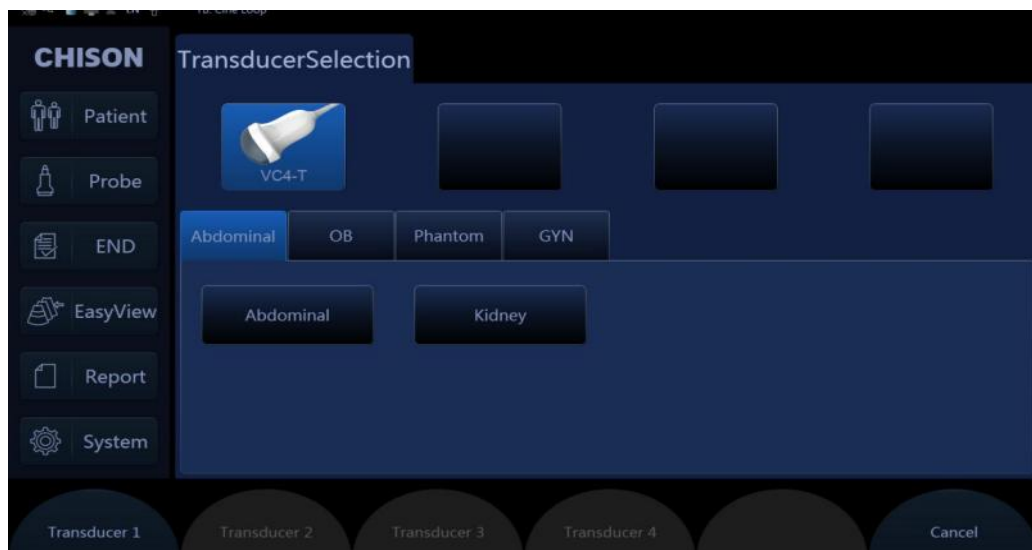 CHISON
TransducerSelection
Patient
Probe
END
EasyView
Report
System
VC4-T
Abdominal
OB
Phantom
GYN
Abdominal
Kidney
Transducer 1
Transducer 2
Transducer 3
Transducer 4
Cancel